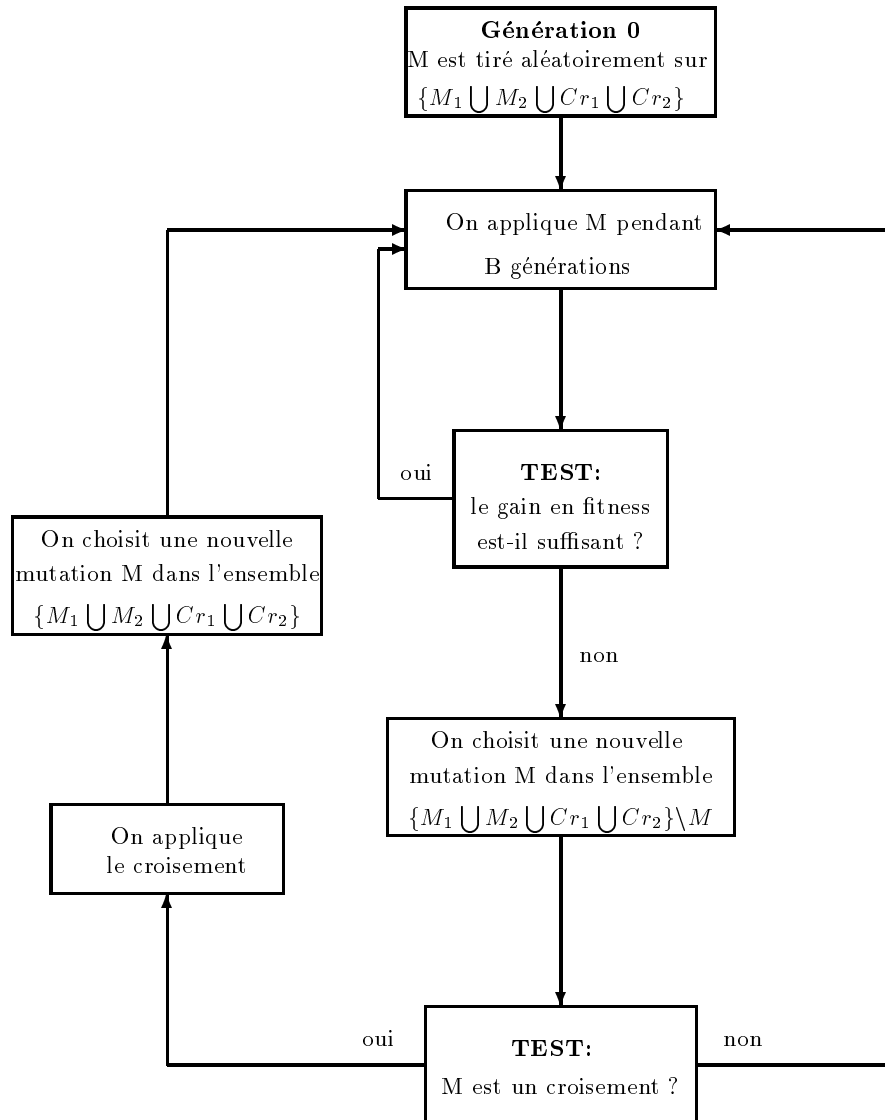 Génération 0
M est tiré aléatoirement sur
{M₁ ⋃ M₂ ⋃ Cr₁ ⋃ Cr₂}
On applique M pendant
B générations
oui
TEST:
le gain en fitness
est-il suffisant ?
On choisit une nouvelle
mutation M dans l'ensemble
{M₁ ⋃ M₂ ⋃ Cr₁ ⋃ Cr₂}
non
On choisit une nouvelle
mutation M dans l'ensemble
{M₁ ⋃ M₂ ⋃ Cr₁ ⋃ Cr₂}\M
On applique
le croisement
oui
TEST:
M est un croisement ?
non